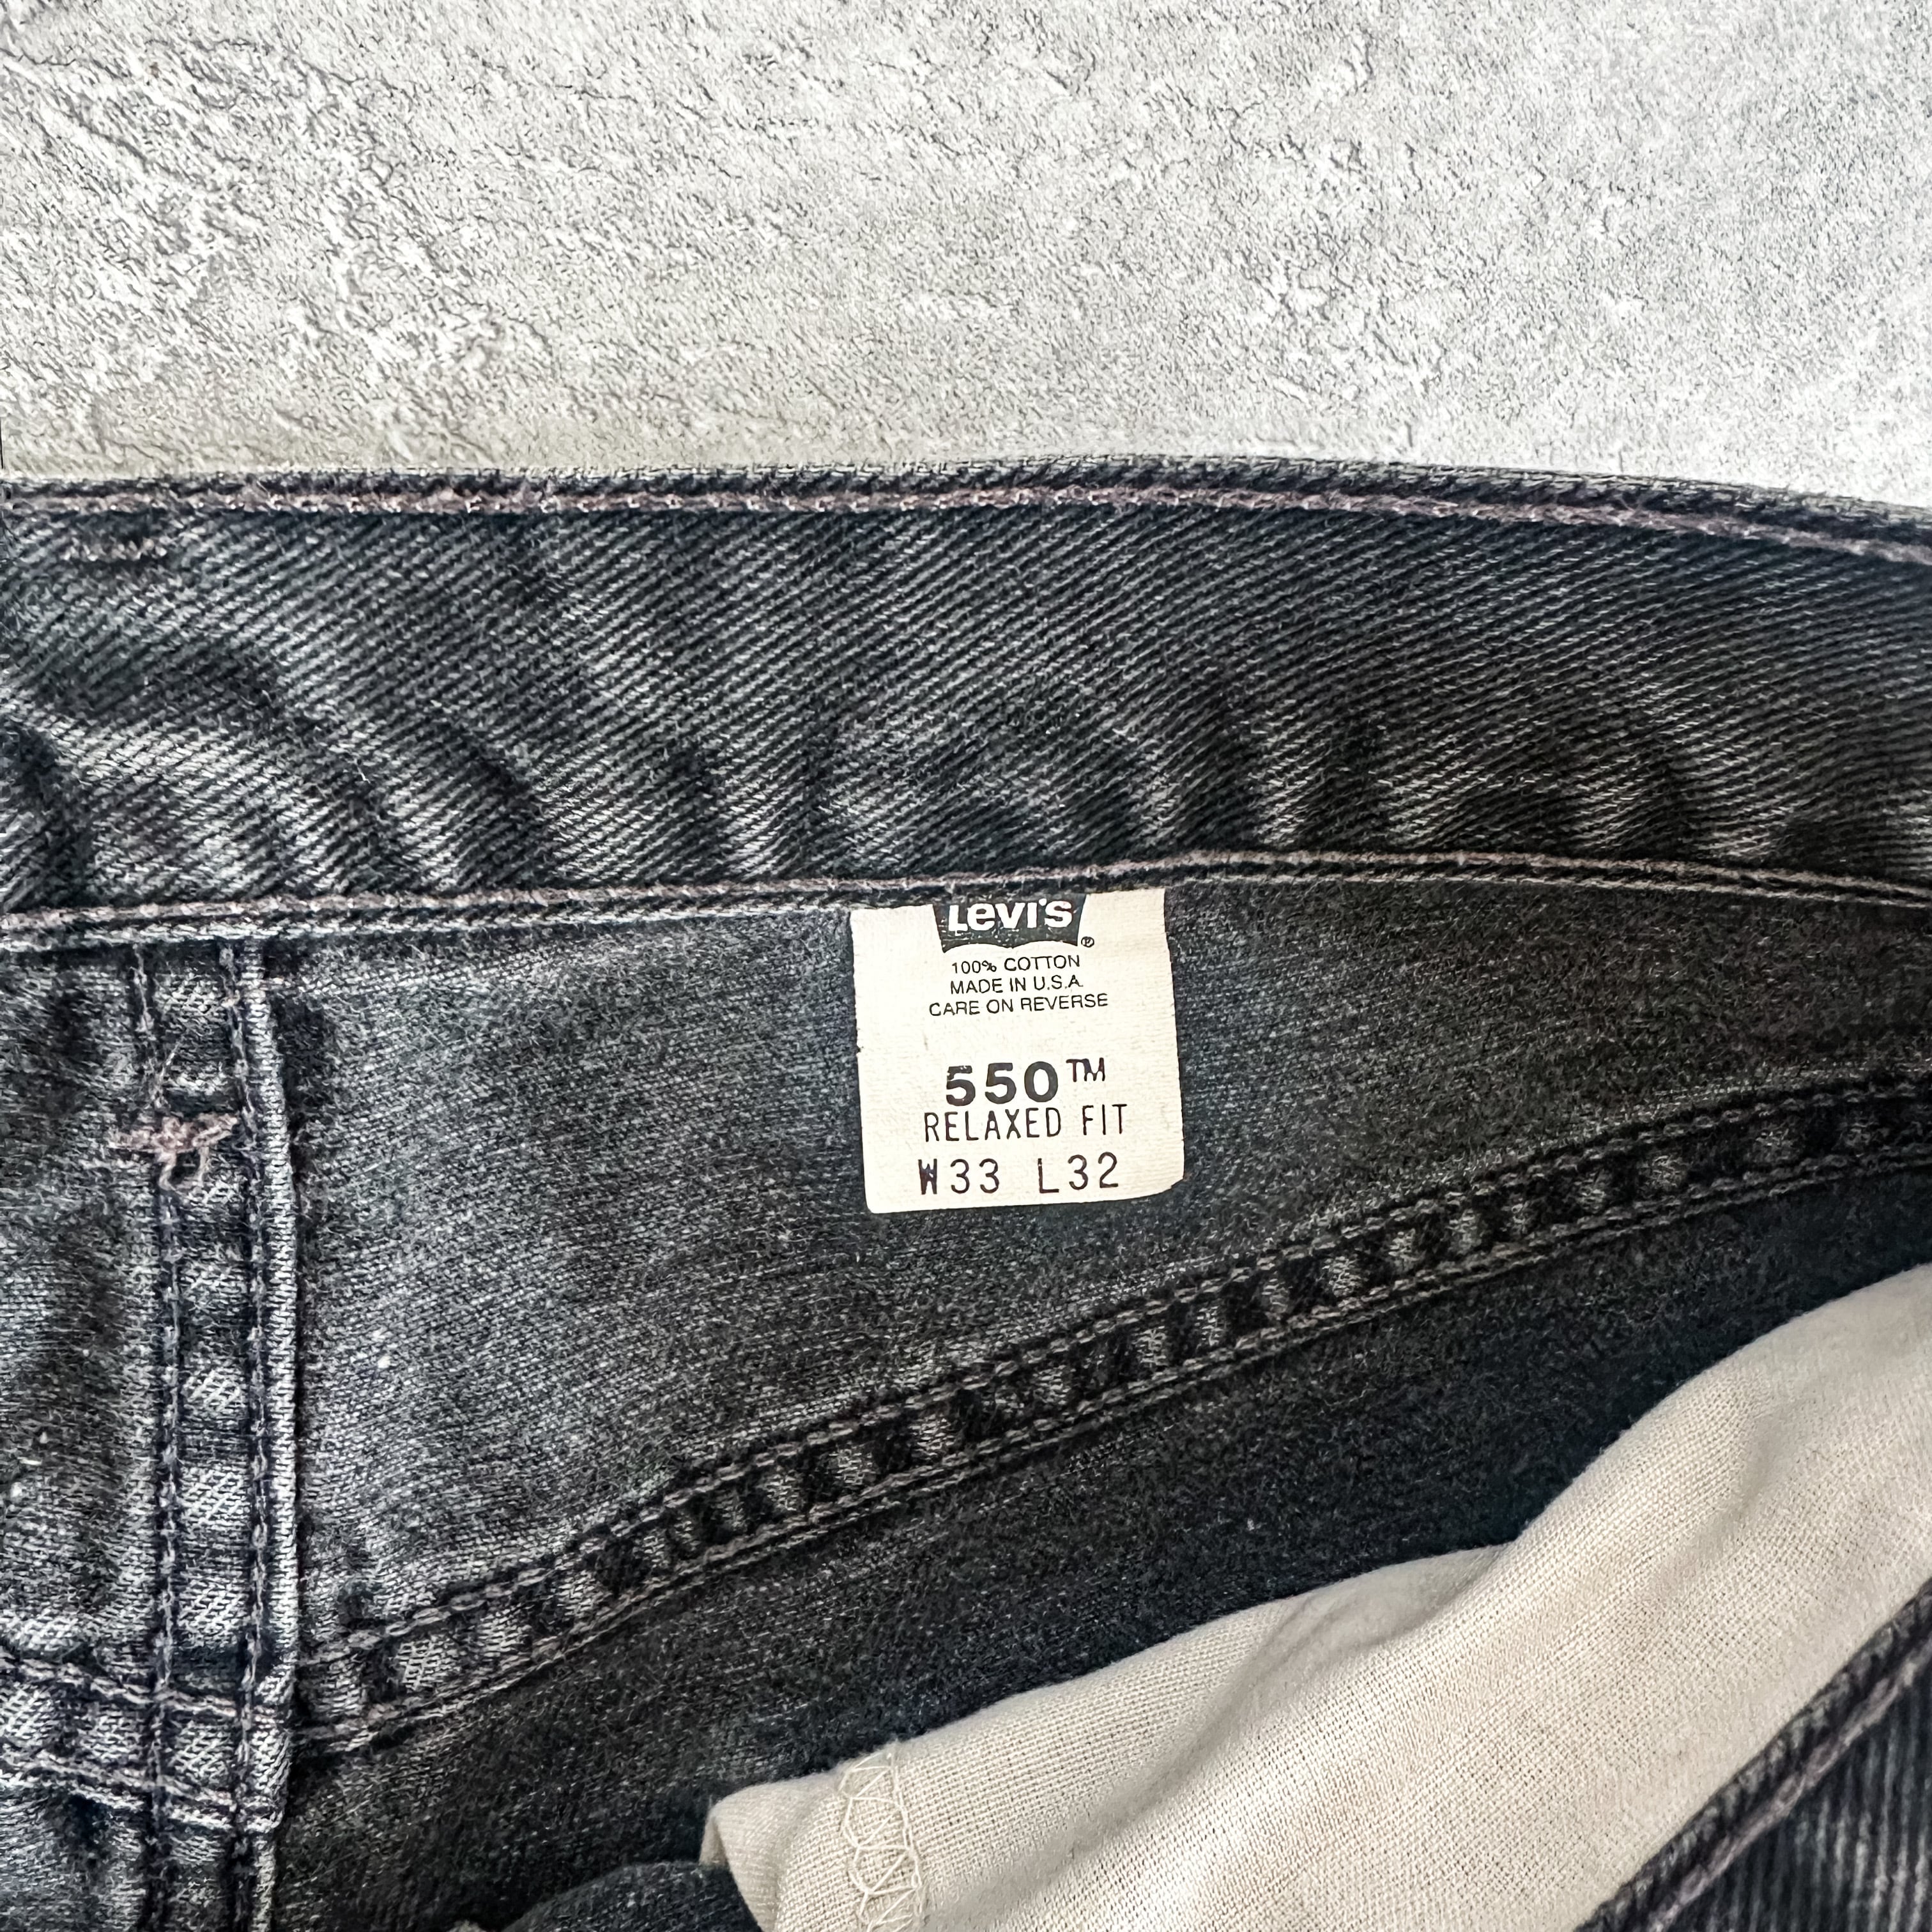 Levi's ®
100% COTTON
MADE IN U.S.A.
CARE ON REVERSE
550™
RELAXED FIT
W33 L32